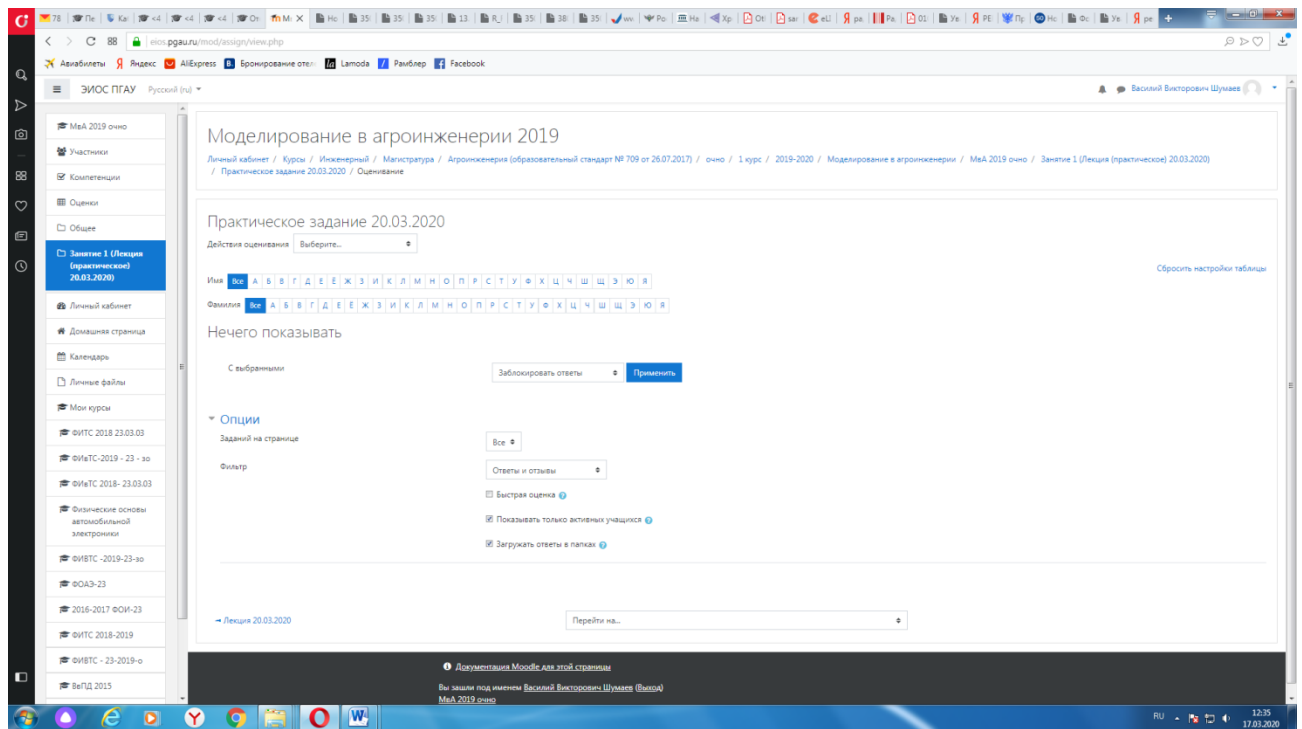 78
eios.pgau.ru/mod/assign/view.php
Авиабилеты Яндекс AliExpress Бронирование отел Lamoda Рамблер Facebook
ЭИОС ПГАУ Русский (ru)
Василий Викторович Шумаев
МвА 2019 очно
Участники
Компетенции
Оценки
Общее
Занятие 1 (Лекция
(практическое)
20.03.2020)
Личный кабинет
Домашняя страница
Календарь
Личные файлы
Мои курсы
ФИТС 2018 23.03.03
ФИвТС-2019 - 23 - зо
ФИвТС 2018- 23.03.03
Физические основы
автомобильной
электроники
ФИВТС -2019-23-зо
ФОАЭ-23
2016-2017 ФОИ-23
ФИТС 2018-2019
ФИВТС - 23-2019-о
ВвПД 2015
Моделирование в агроинженерии 2019
Личный кабинет / Курсы / Инженерный / Магистратура / Агроинженерия (образовательный стандарт № 709 от 26.07.2017) / очно / 1 курс / 2019-2020 / Моделирование в агроинженерии / МвА 2019 очно / Занятие 1 (Лекция (практическое) 20.03.2020)
/ Практическое задание 20.03.2020 / Оценивание
Практическое задание 20.03.2020
Действия оценивания Выберите...
Сбросить настройки таблицы
Имя Все А Б В Г Д Е Ё Ж З И К Л М Н О П Р С Т У Ф Х Ц Ч Ш Щ Э Ю Я
Фамилия Все А Б В Г Д Е Ё Ж З И К Л М Н О П Р С Т У Ф Х Ц Ч Ш Щ Э Ю Я
Нечего показывать
С выбранными Заблокировать ответы Применить
Опции
Заданий на странице Все
Фильтр Ответы и отзывы
Быстрая оценка
Показывать только активных учащихся
Загружать ответы в папках
Лекция 20.03.2020 Перейти на...
Документация Moodle для этой страницы
Вы зашли под именем Василий Викторович Шумаев (Выход)
МвА 2019 очно
RU
12:35
17.03.2020